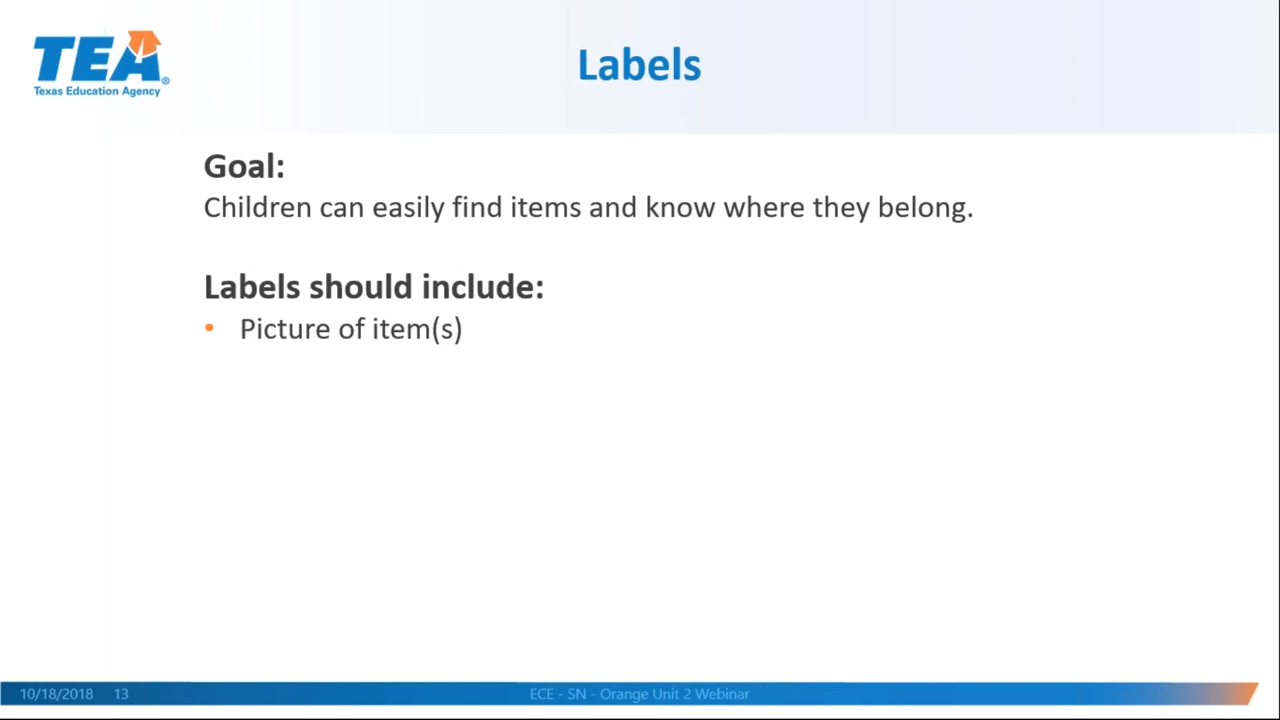 TEA®
Texas Education Agency
Labels
Goal:
Children can easily find items and know where they belong.
Labels should include:
• Picture of item(s)
10/18/2018 13 ECE - SN - Orange Unit 2 Webinar